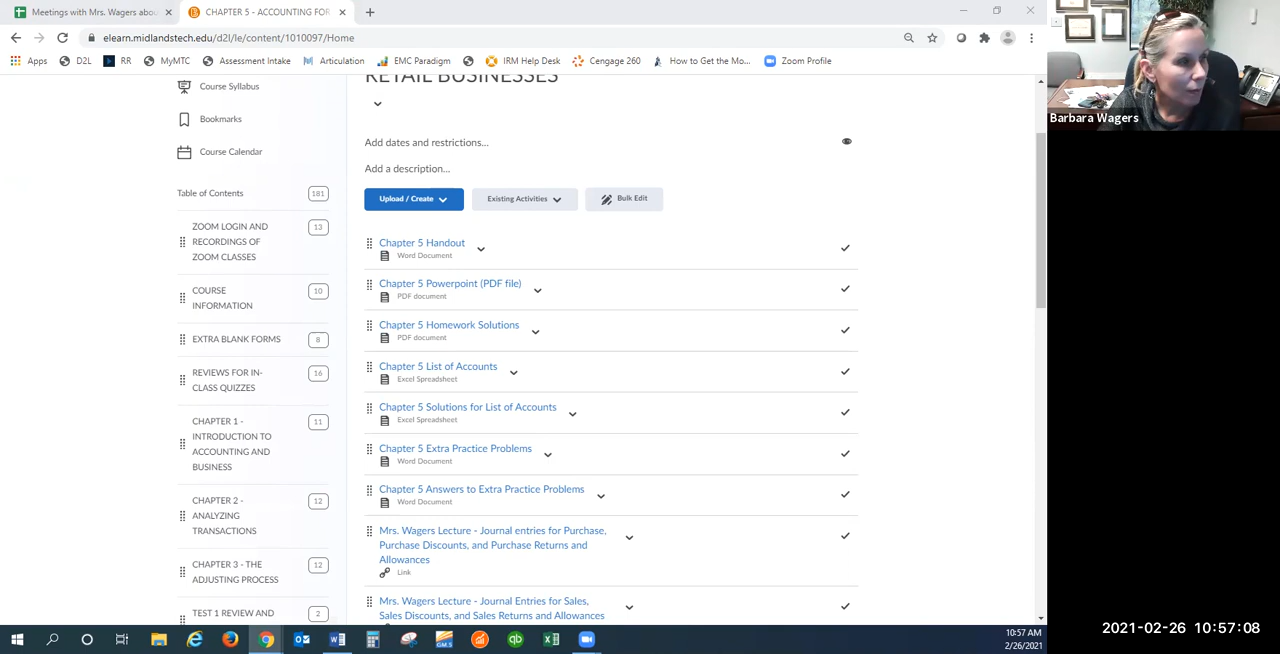 Meetings with Mrs. Wagers abou
CHAPTER 5 - ACCOUNTING FOR
elearn.midlandstech.edu/d2l/le/content/1010097/Home
Apps
D2L
RR
MyMTC
Assessment Intake
Articulation
EMC Paradigm
IRM Help Desk
Cengage 260
How to Get the Mo...
Zoom Profile
Barbara Wagers
RETAIL BUSINESSES
Course Syllabus
Bookmarks
Course Calendar
Table of Contents 181
ZOOM LOGIN AND 13
RECORDINGS OF
ZOOM CLASSES
COURSE 10
INFORMATION
EXTRA BLANK FORMS 8
REVIEWS FOR IN- 16
CLASS QUIZZES
CHAPTER 1 - 11
INTRODUCTION TO
ACCOUNTING AND
BUSINESS
CHAPTER 2 - 12
ANALYZING
TRANSACTIONS
CHAPTER 3 - THE 12
ADJUSTING PROCESS
TEST 1 REVIEW AND 2
Add dates and restrictions...
Add a description...
Upload / Create
Existing Activities
Bulk Edit
Chapter 5 Handout
Word Document
Chapter 5 Powerpoint (PDF file)
PDF document
Chapter 5 Homework Solutions
PDF document
Chapter 5 List of Accounts
Excel Spreadsheet
Chapter 5 Solutions for List of Accounts
Excel Spreadsheet
Chapter 5 Extra Practice Problems
Word Document
Chapter 5 Answers to Extra Practice Problems
Word Document
Mrs. Wagers Lecture - Journal entries for Purchase,
Purchase Discounts, and Purchase Returns and
Allowances
Link
Mrs. Wagers Lecture - Journal Entries for Sales,
Sales Discounts, and Sales Returns and Allowances
10:57 AM
2/26/2021
2021-02-26 10:57:08